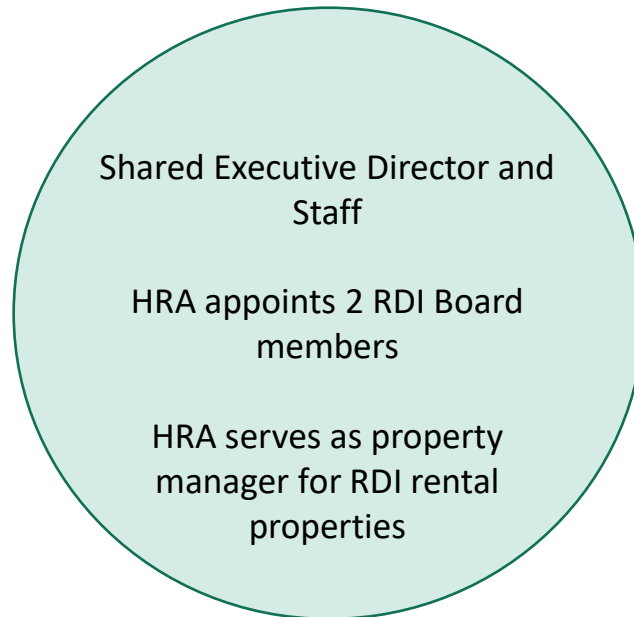 Shared Executive Director and
Staff
HRA appoints 2 RDI Board
members
HRA serves as property
manager for RDI rental
properties